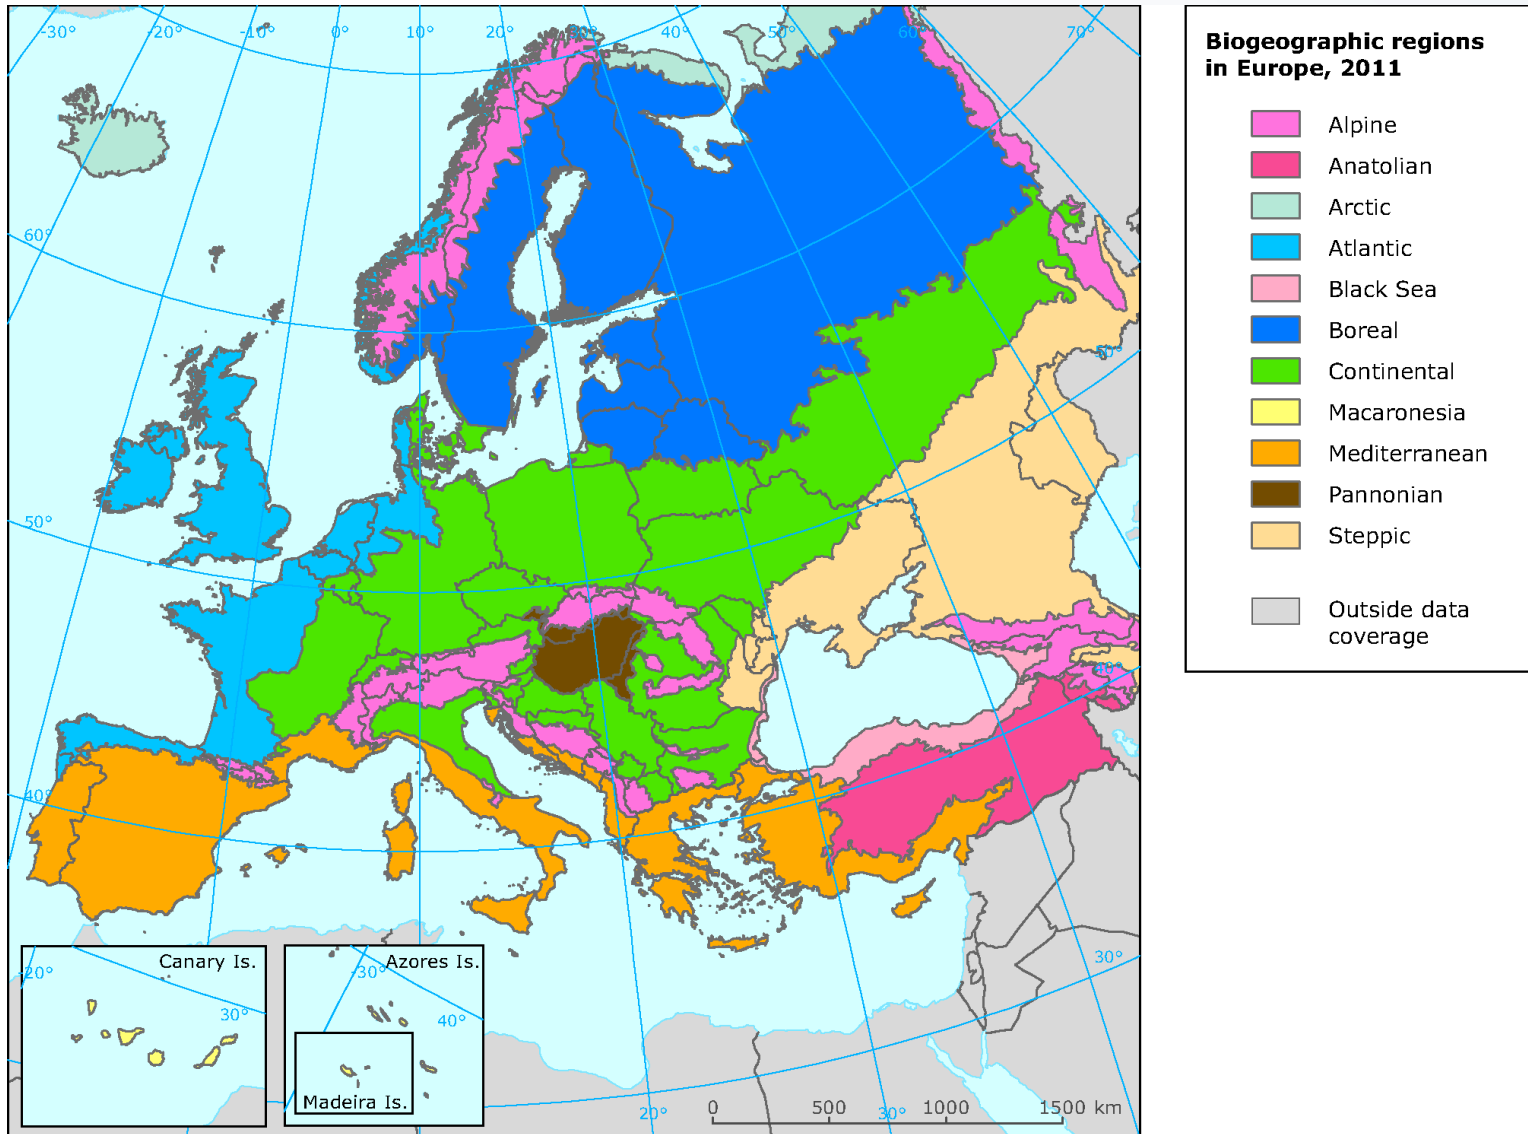 -30°
-20°
-10°
0°
10°
20°
30°
40°
50°
60°
70°
60°
50°
50°
40°
40°
Canary Is.
-20°
30°
Azores Is.
-30°
40°
Madeira Is.
30°
20°
30°
0 500 1000 1500 km
Biogeographic regions
in Europe, 2011
Alpine
Anatolian
Arctic
Atlantic
Black Sea
Boreal
Continental
Macaronesia
Mediterranean
Pannonian
Steppic
Outside data
coverage